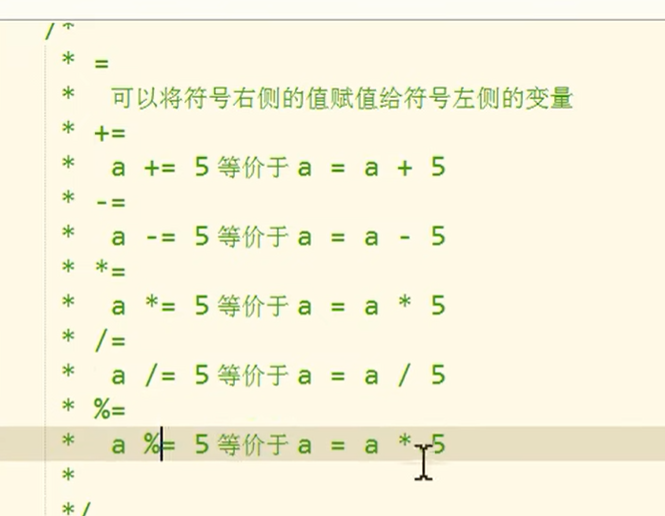 /*
* =
* 可以将符号右侧的值赋值给符号左侧的变量
* +=
* a += 5 等价于 a = a + 5
* -=
* a -= 5 等价于 a = a - 5
* *=
* a *= 5 等价于 a = a * 5
* /=
* a /= 5 等价于 a = a / 5
* %=
* a %= 5 等价于 a = a * 5
*
*/